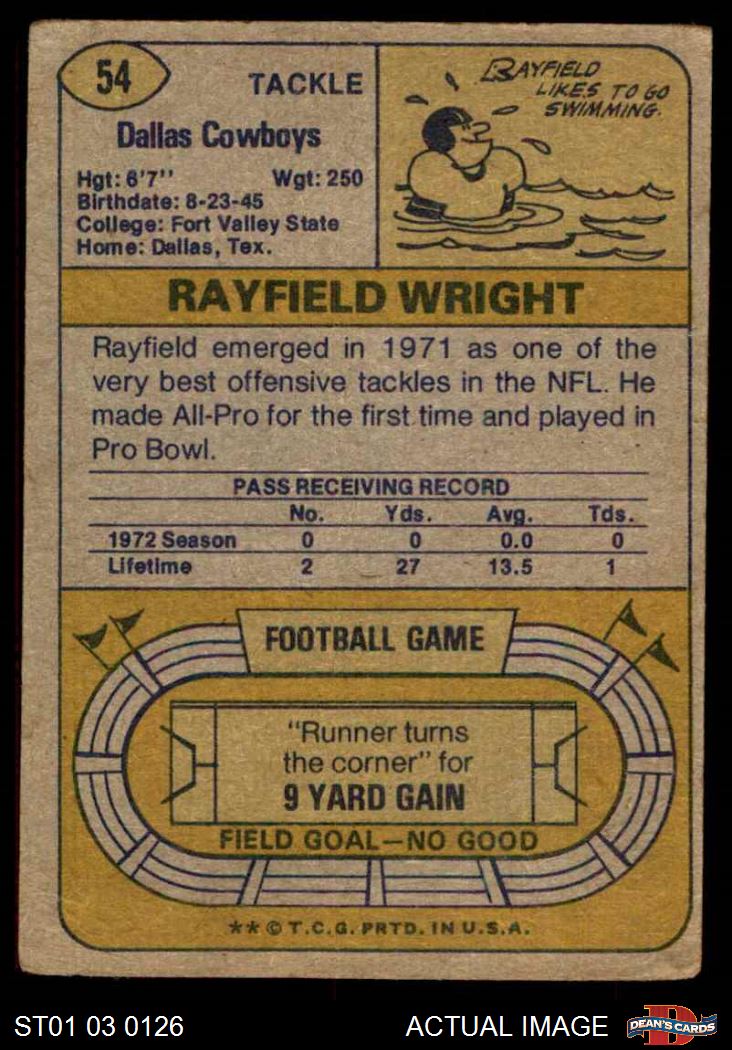 54
TACKLE
Dallas Cowboys
Hgt: 6'7'' Wgt: 250
Birthdate: 8-23-45
College: Fort Valley State
Home: Dallas, Tex.
RAYFIELD
LIKES TO GO
SWIMMING.
RAYFIELD WRIGHT
Rayfield emerged in 1971 as one of the
very best offensive tackles in the NFL. He
made All-Pro for the first time and played in
Pro Bowl.
PASS RECEIVING RECORD
No. Yds. Avg. Tds.
1972 Season 0 0 0.0 0
Lifetime 2 27 13.5 1
FOOTBALL GAME
"Runner turns
the corner" for
9 YARD GAIN
FIELD GOAL—NO GOOD
** © T.C.G. PRTD. IN U.S.A.
ST01 03 0126 ACTUAL IMAGE
D
DEAN'S CARDS